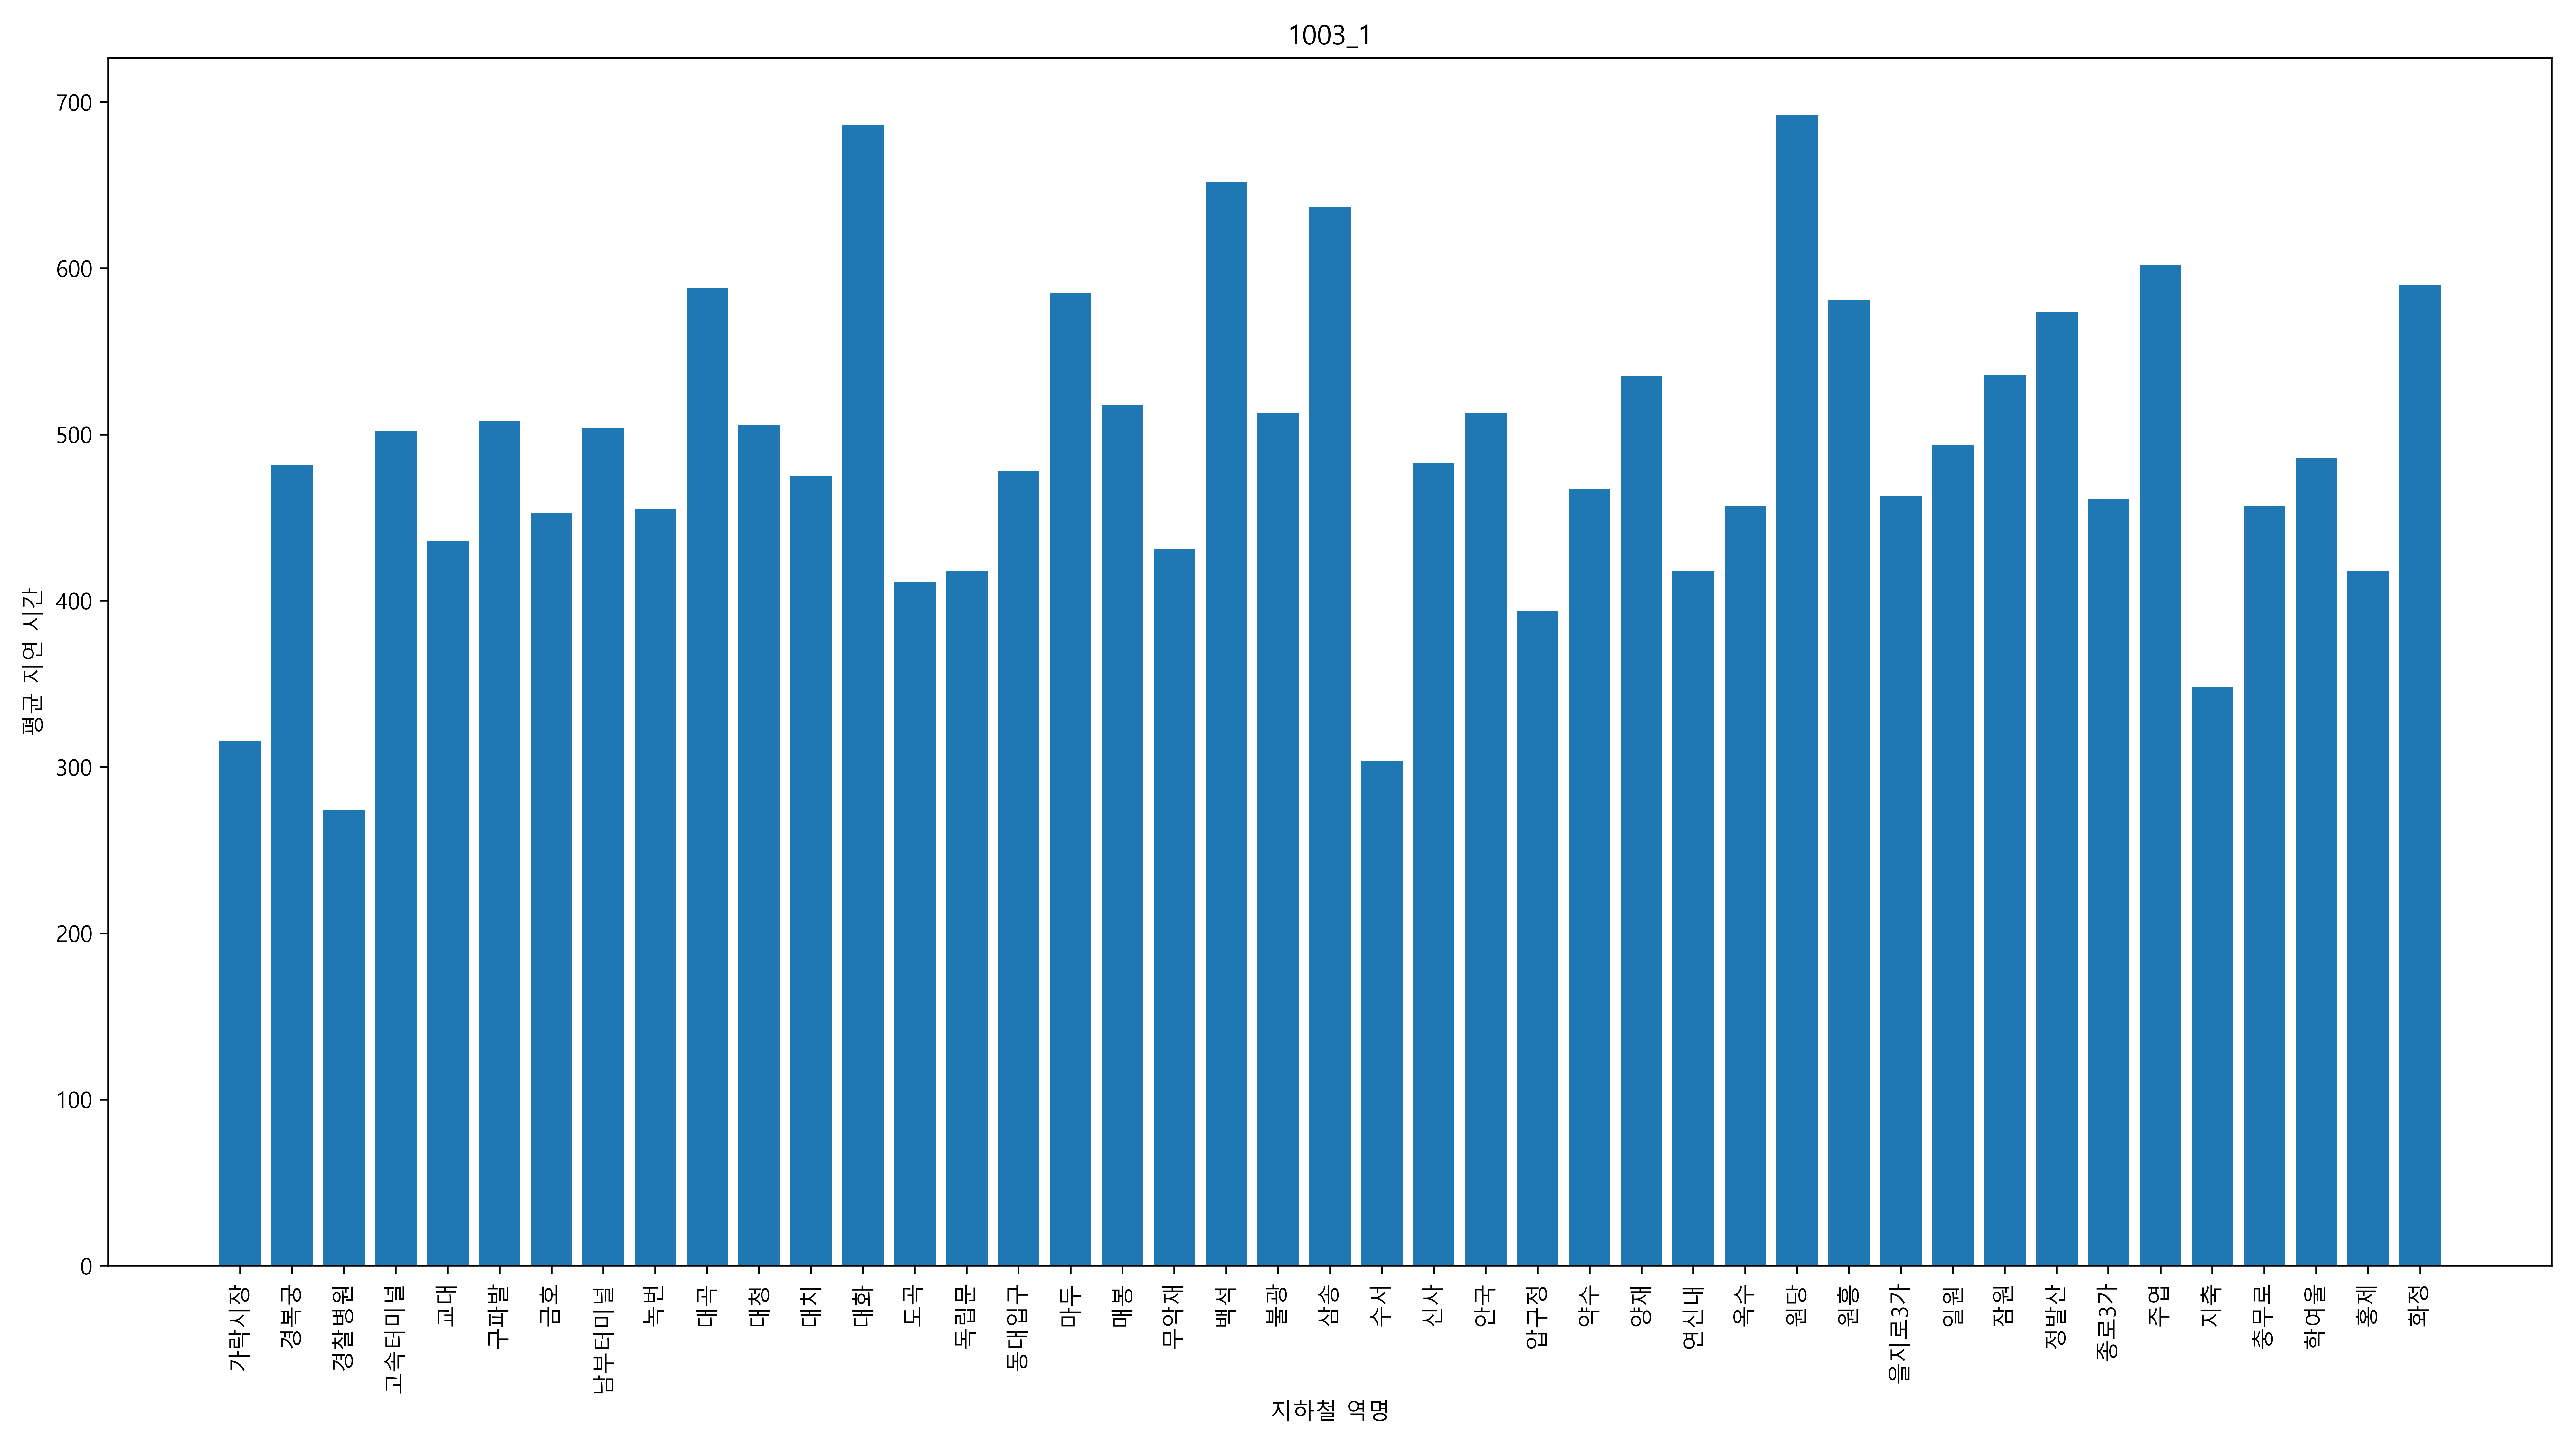 1003_1
700
600
500
400
300
200
100
0
평균 지연 시간
가락시장
경복궁
경찰병원
고속터미널
교대
구파발
금호
남부터미널
녹번
대곡
대청
대치
대화
도곡
독립문
동대입구
마두
매봉
무악재
백석
불광
삼송
수서
신사
안국
압구정
약수
양재
연신내
옥수
원당
원흥
을지로3가
일원
잠원
정발산
종로3가
주엽
지축
충무로
학여울
홍제
화정
지하철 역명